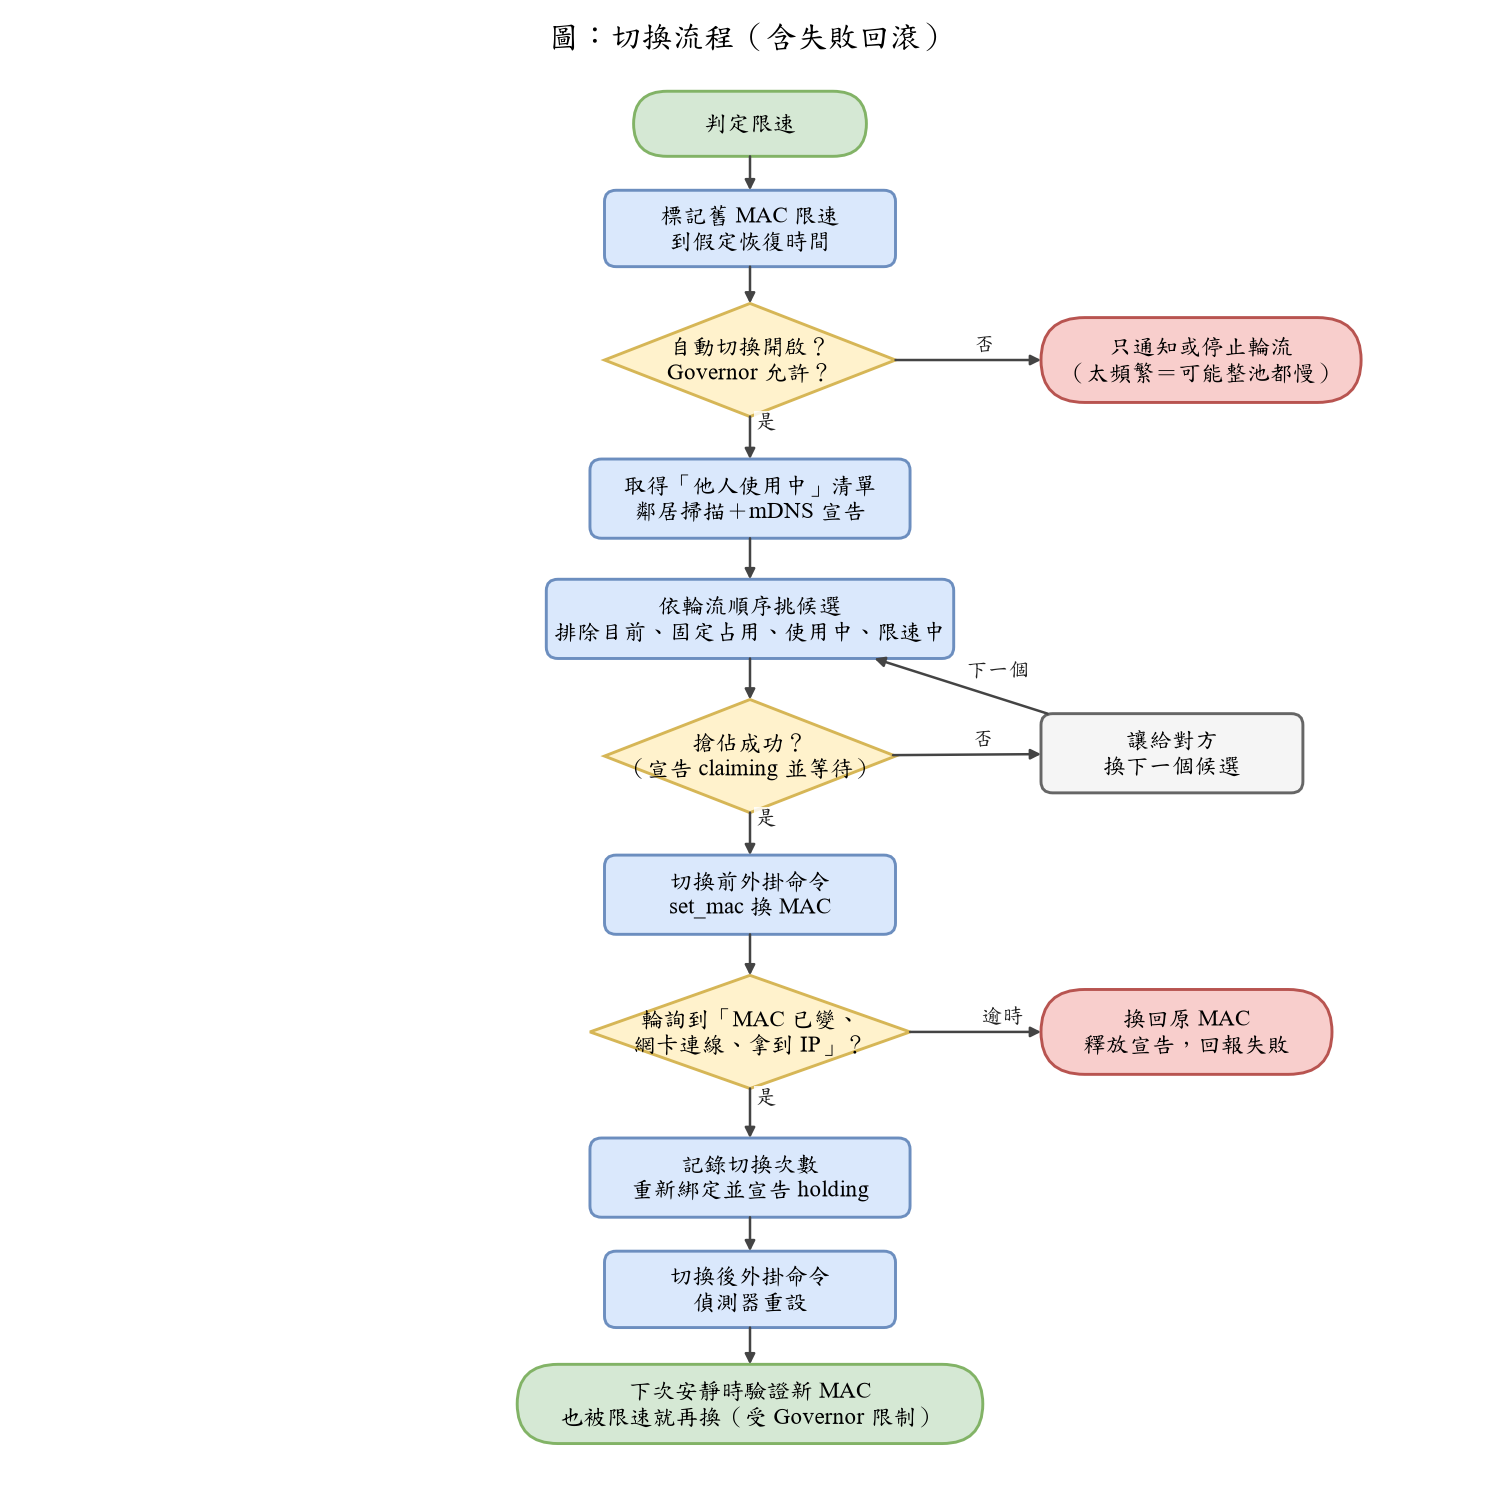 圖：切換流程（含失敗回滾）
判定限速
標記舊 MAC 限速
到假定恢復時間
自動切換開啟？
Governor 允許？
否
只通知或停止輪流
（太頻繁＝可能整池都慢）
是
取得「他人使用中」清單
鄰居掃描＋mDNS 宣告
依輪流順序挑候選
排除目前、固定占用、使用中、限速中
下一個
搶佔成功？
（宣告 claiming 並等待）
否
讓給對方
換下一個候選
是
切換前外掛命令
set_mac 換 MAC
輪詢到「MAC 已變、
網卡連線、拿到 IP」？
逾時
換回原 MAC
釋放宣告，回報失敗
是
記錄切換次數
重新綁定並宣告 holding
切換後外掛命令
偵測器重設
下次安靜時驗證新 MAC
也被限速就再換（受 Governor 限制）